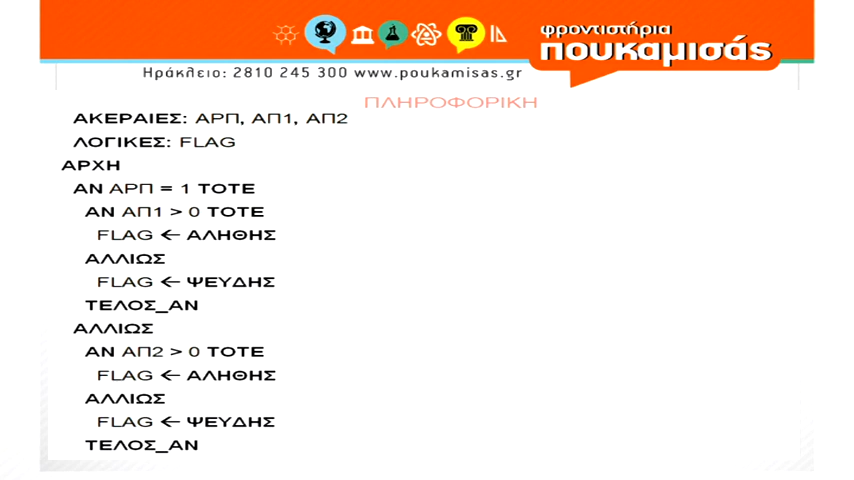 φροντιστήρια
πουκαμισάς
Ηράκλειο: 2810 245 300 www.poukamisas.gr
ΠΛΗΡΟΦΟΡΙΚΗ
ΑΚΕΡΑΙΕΣ: ΑΡΠ, ΑΠ1, ΑΠ2
ΛΟΓΙΚΕΣ: FLAG
ΑΡΧΗ
ΑΝ ΑΡΠ = 1 ΤΟΤΕ
ΑΝ ΑΠ1 > 0 ΤΟΤΕ
FLAG ← ΑΛΗΘΗΣ
ΑΛΛΙΩΣ
FLAG ← ΨΕΥΔΗΣ
ΤΕΛΟΣ_ΑΝ
ΑΛΛΙΩΣ
ΑΝ ΑΠ2 > 0 ΤΟΤΕ
FLAG ← ΑΛΗΘΗΣ
ΑΛΛΙΩΣ
FLAG ← ΨΕΥΔΗΣ
ΤΕΛΟΣ_ΑΝ